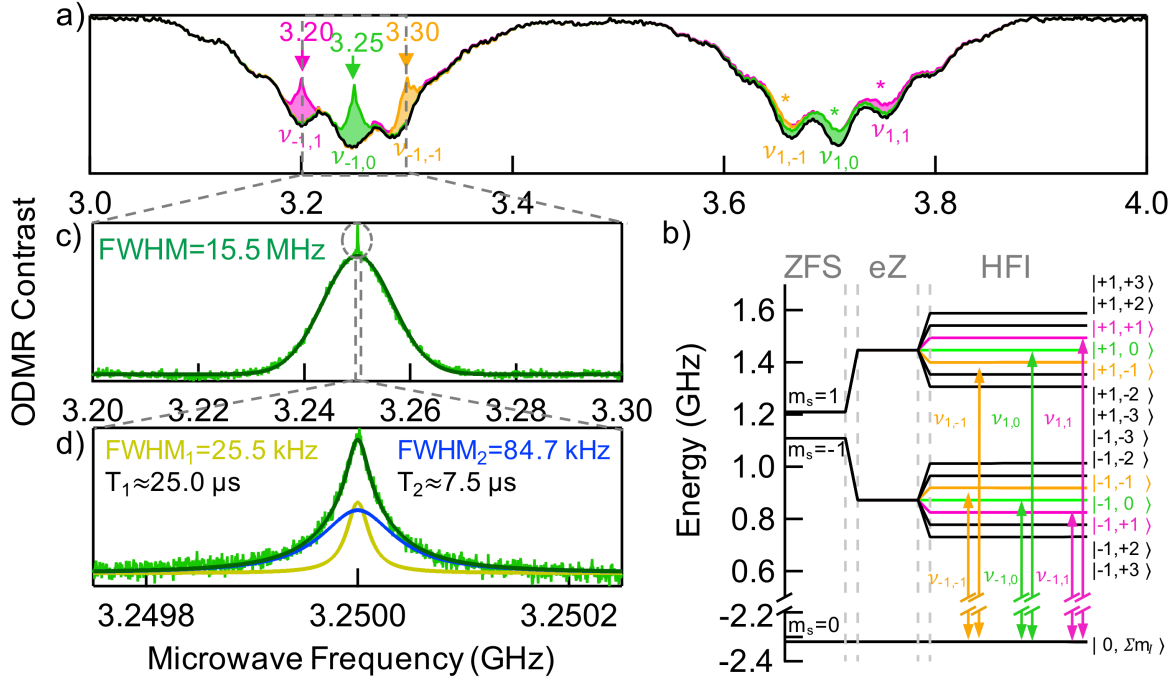 a)
3.20
3.25
3.30
*
*
*
ν-1,1
ν-1,0
ν-1,-1
ν1,-1
ν1,0
ν1,1
3.0
3.2
3.4
3.6
3.8
4.0
ODMR Contrast
c)
FWHM=15.5 MHz
3.20
3.22
3.24
3.26
3.28
3.30
d)
FWHM1=25.5 kHz
T1≈25.0 µs
FWHM2=84.7 kHz
T2≈7.5 µs
3.2498
3.2500
3.2502
Microwave Frequency (GHz)
b)
ZFS
eZ
HFI
Energy (GHz)
1.6
1.4
1.2
1.0
0.8
0.6
-2.2
-2.4
ms=1
ms=-1
ms=0
ν1,-1
ν1,0
ν1,1
ν-1,-1
ν-1,0
ν-1,1
|+1,+3⟩
|+1,+2⟩
|+1,+1⟩
|+1, 0⟩
|+1,-1⟩
|+1,-2⟩
|+1,-3⟩
|-1,-3⟩
|-1,-2⟩
|-1,-1⟩
|-1, 0⟩
|-1,+1⟩
|-1,+2⟩
|-1,+3⟩
| 0, ΣmI ⟩